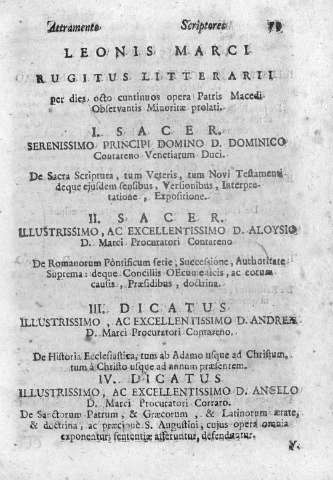 Attramento Scriptores 79
LEONIS MARCI
RUGITUS LITTERARII
per dies octo cuntinuos opera Patris Macedi
Observantis Minoritæ prolati.
I. SACER.
SERENISSIMO PRINCIPI DOMINO D. DOMINICO
Contareno Venetiarum Duci.
De Sacra Scriptura, tum Veteris, tum Novi Testamenti
deque ejusdem sensibus, Versionibus, Interpre-
tatione, Expositione.
II. SACER.
ILLUSTRISSIMO, AC EXCELLENTISSIMO D. ALOYSIO
D. Marci Procuratori Contareno
De Romanorum Pontificum serie, Successione, Authoritate
Suprema: deque Conciliis OEcumenicis, ac eorum
causis, Præsidibus, doctrina.
III. DICATUS
ILLUSTRISSIMO, AC EXCELLENTISSIMO D. ANDREÆ
D. Marci Procuratori Contareno.
De Historia Ecclesiastica, tum ab Adamo usque ad Christum,
tum à Christo usque ad annum præsentem.
IV. DICATUS
ILLUSTRISSIMO, AC EXCELLENTISSIMO D. ANGELO
D. Marci Procuratori Corraro.
De Sanctorum Patrum, & Græcorum, & Latinorum ætate,
& doctrina, ac præcipuè S. Augustini, cujus opera omnia
exponentur, sententiæ afferuntur, defenduntur.
V.